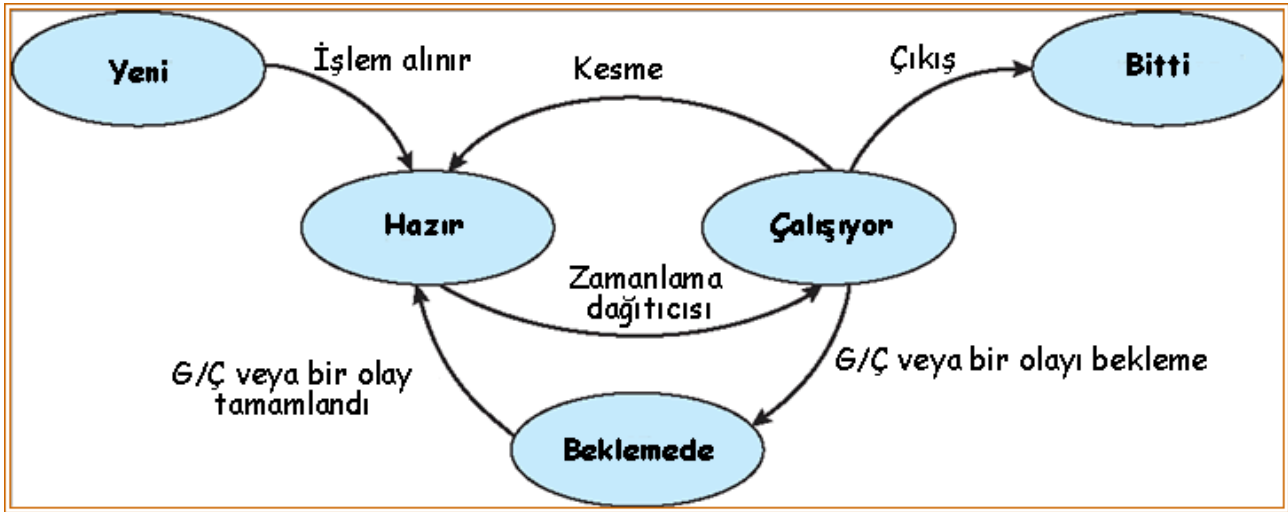 Yeni
İşlem alınır
Kesme
Çıkış
Bitti
Hazır
Çalışıyor
Zamanlama
dağıtıcısı
G/Ç veya bir olay
tamamlandı
G/Ç veya bir olayı bekleme
Beklemede